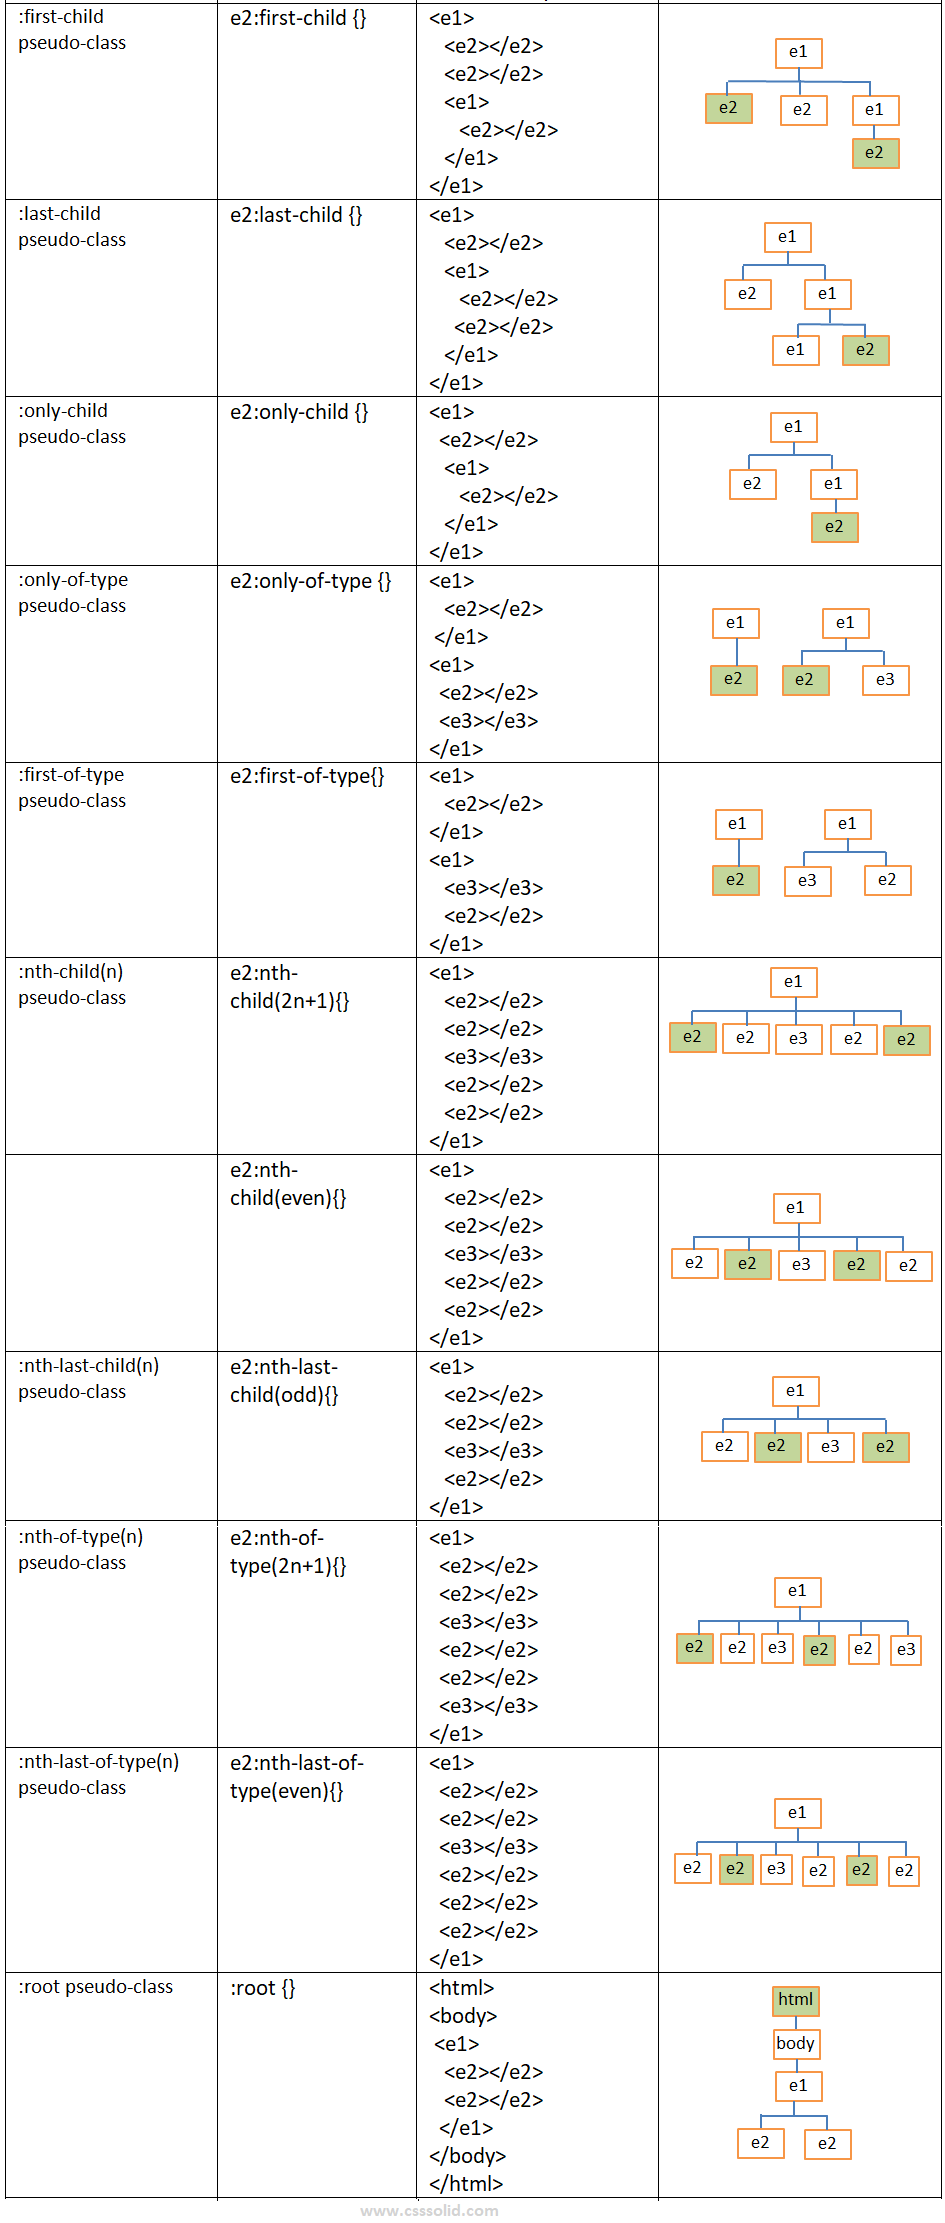 :first-child
pseudo-class
e2:first-child {}
<e1>
<e2></e2>
<e2></e2>
<e1>
<e2></e2>
</e1>
</e1>
e1
e2 e2 e1
e2
:last-child
pseudo-class
e2:last-child {}
<e1>
<e2></e2>
<e1>
<e2></e2>
<e2></e2>
</e1>
</e1>
e1
e2 e1
e1 e2
:only-child
pseudo-class
e2:only-child {}
<e1>
<e2></e2>
<e1>
<e2></e2>
</e1>
</e1>
e1
e2 e1
e2
:only-of-type
pseudo-class
e2:only-of-type {}
<e1>
<e2></e2>
</e1>
<e1>
<e2></e2>
<e3></e3>
</e1>
e1 e1
e2 e2 e3
:first-of-type
pseudo-class
e2:first-of-type{}
<e1>
<e2></e2>
</e1>
<e1>
<e3></e3>
<e2></e2>
</e1>
e1 e1
e2 e3 e2
:nth-child(n)
pseudo-class
e2:nth-
child(2n+1){}
<e1>
<e2></e2>
<e2></e2>
<e3></e3>
<e2></e2>
<e2></e2>
</e1>
e1
e2 e2 e3 e2 e2
e2:nth-
child(even){}
<e1>
<e2></e2>
<e2></e2>
<e3></e3>
<e2></e2>
<e2></e2>
</e1>
e1
e2 e2 e3 e2 e2
:nth-last-child(n)
pseudo-class
e2:nth-last-
child(odd){}
<e1>
<e2></e2>
<e2></e2>
<e3></e3>
<e2></e2>
</e1>
e1
e2 e2 e3 e2
:nth-of-type(n)
pseudo-class
e2:nth-of-
type(2n+1){}
<e1>
<e2></e2>
<e2></e2>
<e3></e3>
<e2></e2>
<e2></e2>
<e3></e3>
</e1>
e1
e2 e2 e3 e2 e2 e3
:nth-last-of-type(n)
pseudo-class
e2:nth-last-of-
type(even){}
<e1>
<e2></e2>
<e2></e2>
<e3></e3>
<e2></e2>
<e2></e2>
<e2></e2>
</e1>
e1
e2 e2 e3 e2 e2 e2
:root pseudo-class
:root {}
<html>
<body>
<e1>
<e2></e2>
<e2></e2>
</e1>
</body>
</html>
html
body
e1
e2 e2
www.csssolid.com